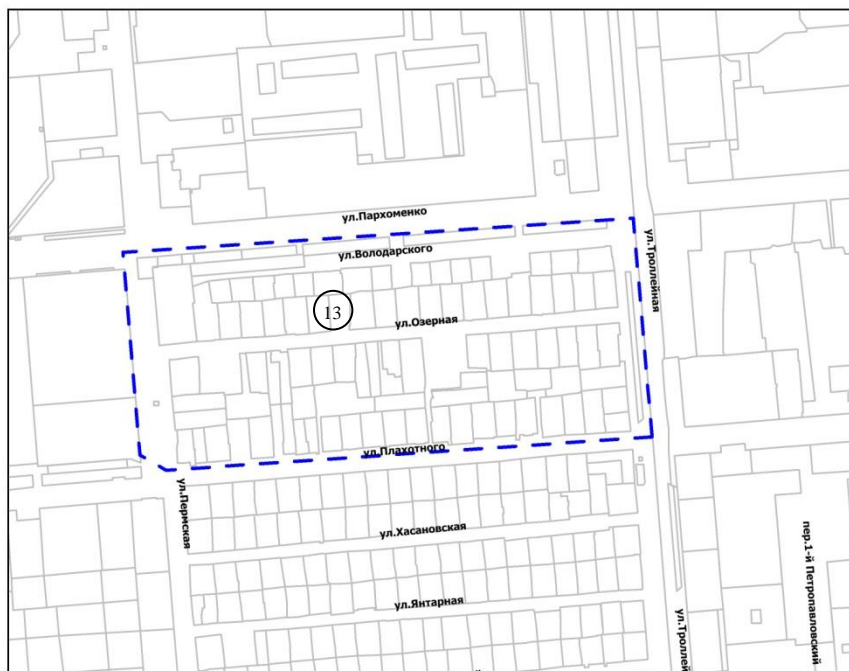 ул.Пархоменко
ул.Володарского
ул.Троллейная
13
ул.Озерная
ул.Плахотного
ул.Пермская
ул.Хасановская
ул.Янтарная
пер.1-й Петропавловский
ул.Тролле